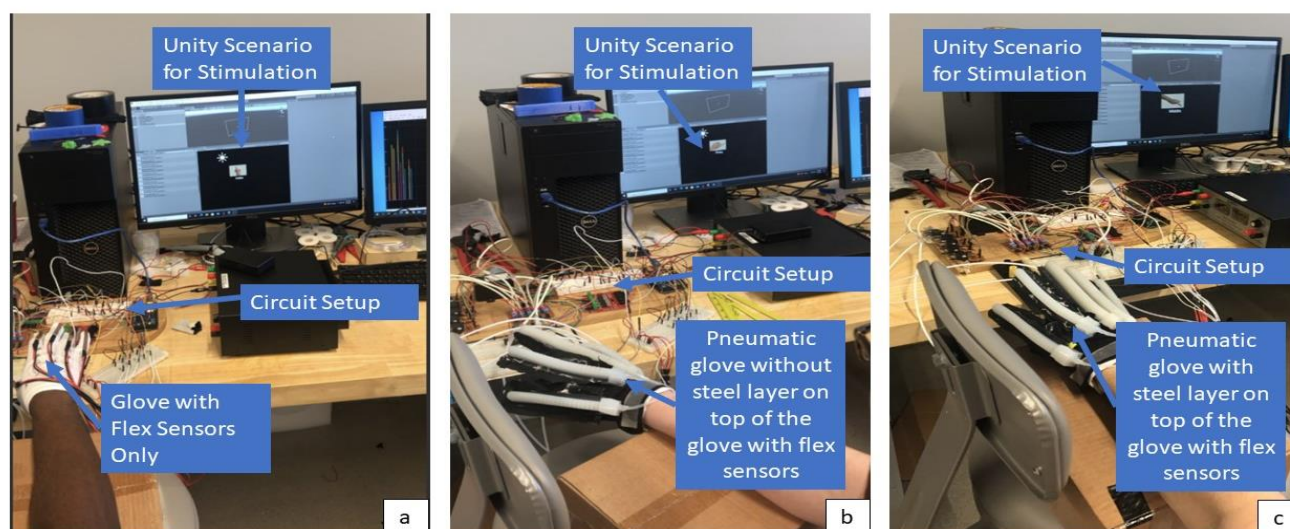 Unity Scenario
for Stimulation
Circuit Setup
Glove with
Flex Sensors
Only
a
Unity Scenario
for Stimulation
Circuit Setup
Pneumatic
glove without
steel layer on
top of the
glove with flex
sensors
b
Unity Scenario
for Stimulation
Circuit Setup
Pneumatic
glove with
steel layer on
top of the
glove with flex
sensors
c